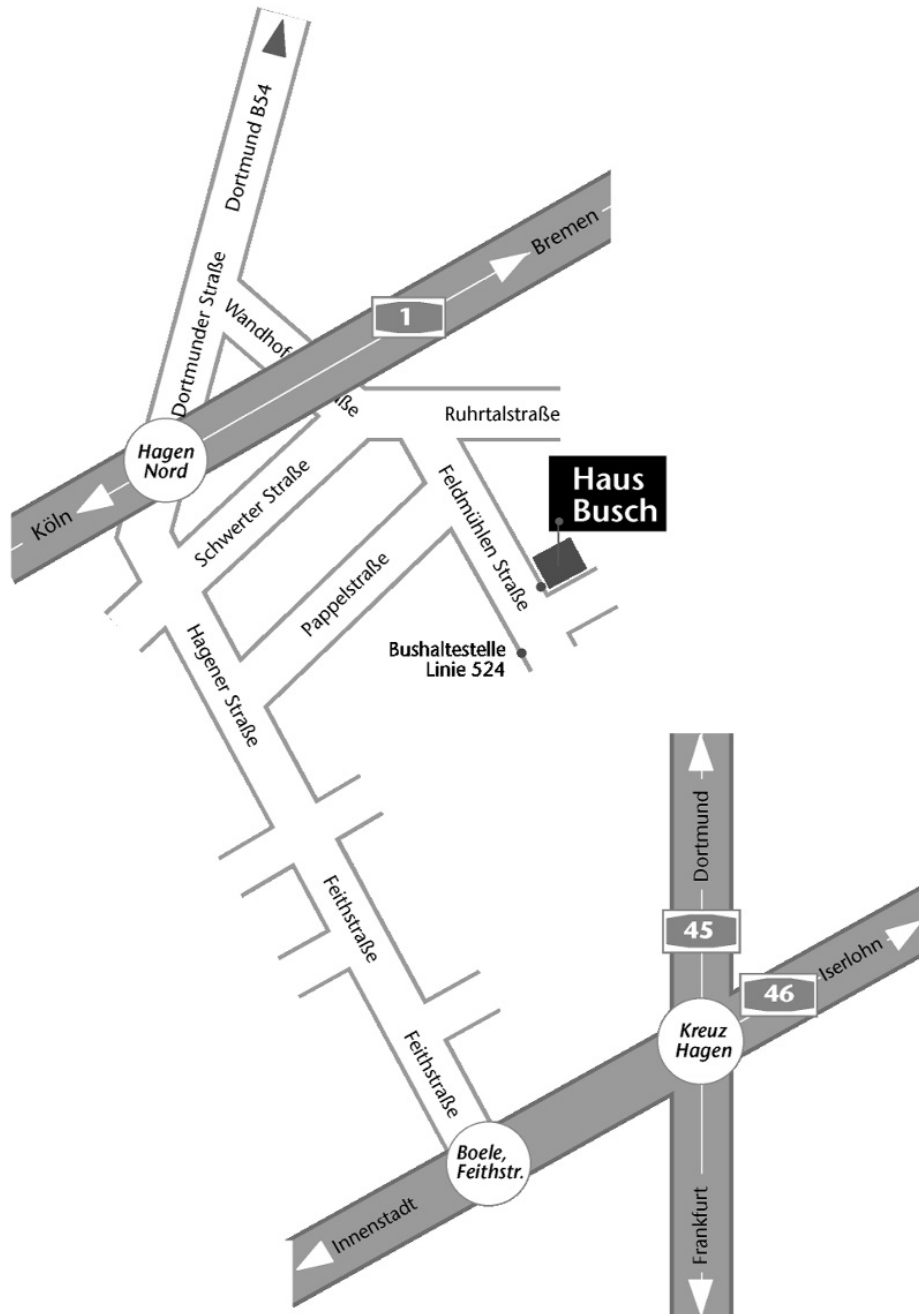 Dortmund B54
Dortmunder Straße
Bremen
1
Wandhof
aße
Ruhrtalstraße
Hagen
Nord
Köln
Schwerter Straße
Haus
Busch
Feldmühlen Straße
Pappelstraße
Hagener Straße
Bushaltestelle
Linie 524
Dortmund
Feithstraße
45
Iserlohn
46
Kreuz
Hagen
Feithstraße
Boele,
Feithstr.
Innenstadt
Frankfurt